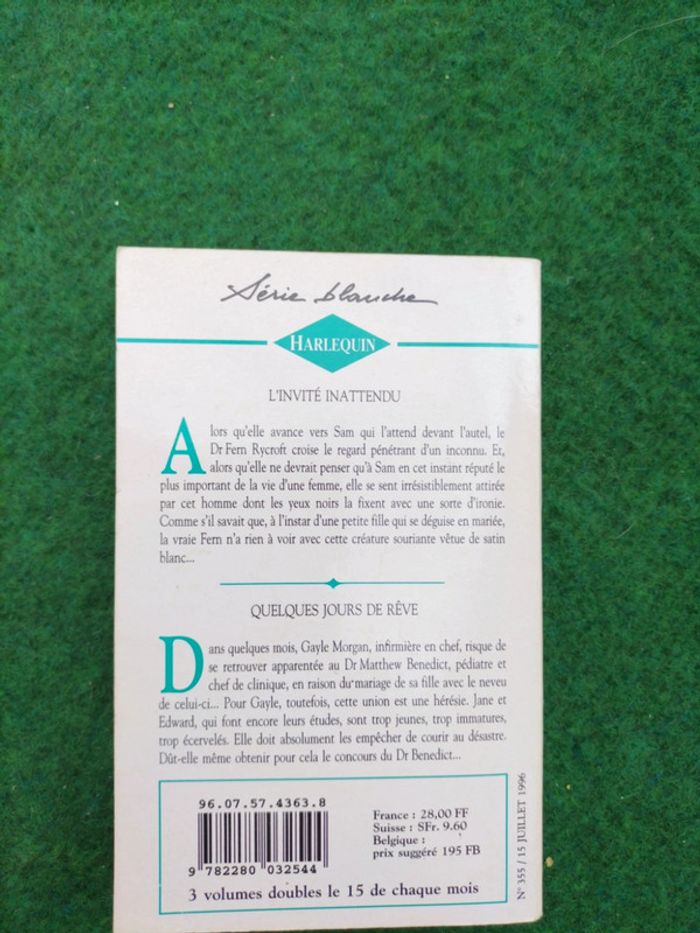 Série blanche
HARLEQUIN
L'INVITÉ INATTENDU
Alors qu'elle avance vers Sam qui l'attend devant l'autel, le
Dr Fern Rycroft croise le regard pénétrant d'un inconnu. Et,
alors qu'elle ne devrait penser qu'à Sam en cet instant réputé le
plus important de la vie d'une femme, elle se sent irrésistiblement attirée
par cet homme dont les yeux noirs la fixent avec une sorte d'ironie.
Comme s'il savait que, à l'instar d'une petite fille qui se déguise en mariée,
la vraie Fern n'a rien à voir avec cette créature souriante vêtue de satin
blanc...
QUELQUES JOURS DE RÊVE
Dans quelques mois, Gayle Morgan, infirmière en chef, risque de
se retrouver apparentée au Dr Matthew Benedict, pédiatre et
chef de clinique, en raison du mariage de sa fille avec le neveu
de celui-ci... Pour Gayle, toutefois, cette union est une hérésie. Jane et
Edward, qui font encore leurs études, sont trop jeunes, trop immatures,
trop écervelés. Elle doit absolument les empêcher de courir au désastre.
Dût-elle même obtenir pour cela le concours du Dr Benedict...
96.07.57.4363.8
9 782280 032544
France : 28,00 FF
Suisse : SFr. 9.60
Belgique :
prix suggéré 195 FB
3 volumes doubles le 15 de chaque mois
N° 355 / 15 JUILLET 1996